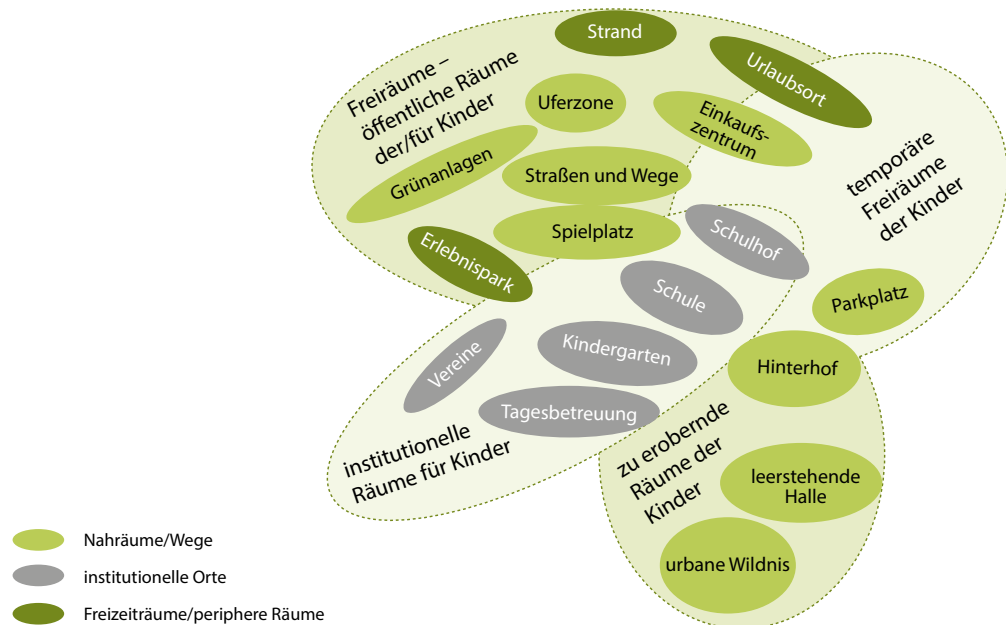 Strand
Freiräume –
öffentliche Räume
der/für Kinder
Urlaubsort
Uferzone
Einkaufs-
zentrum
Grünanlagen
Straßen und Wege
temporäre
Freiräume
der Kinder
Spielplatz
Schulhof
Erlebnispark
Schule
Parkplatz
Vereine
Kindergarten
Hinterhof
Tagesbetreuung
institutionelle
Räume für Kinder
zu erobernde
Räume der
Kinder
leerstehende
Halle
urbane Wildnis
Nahräume/Wege
institutionelle Orte
Freizeiträume/periphere Räume